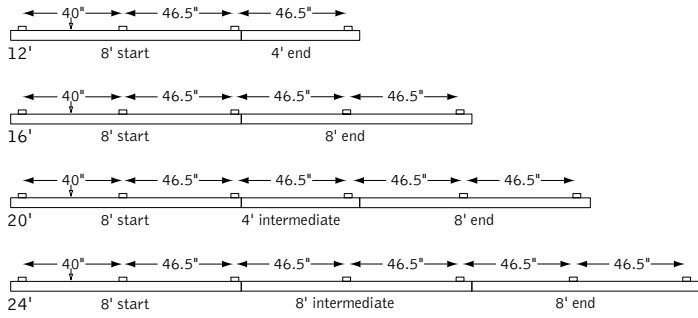 40" 46.5" 46.5"
12' 8' start 4' end
40" 46.5" 46.5" 46.5"
16' 8' start 8' end
40" 46.5" 46.5" 46.5" 46.5"
20' 8' start 4' intermediate 8' end
40" 46.5" 46.5" 46.5" 46.5" 46.5"
24' 8' start 8' intermediate 8' end